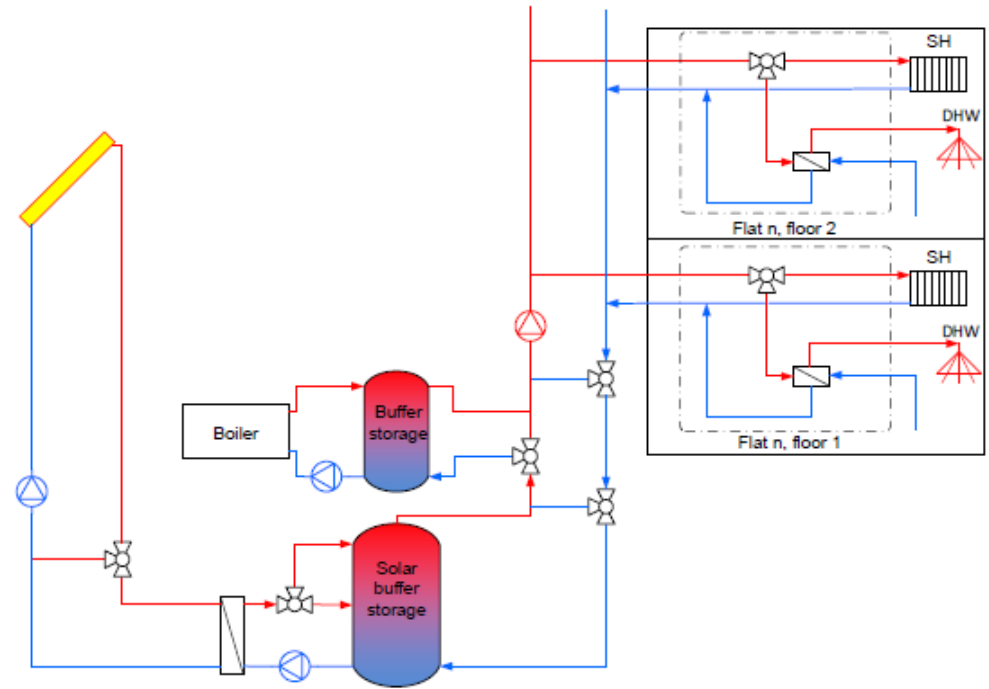 SH
DHW
Flat n, floor 2
SH
DHW
Flat n, floor 1
Boiler
Buffer
storage
Solar
buffer
storage